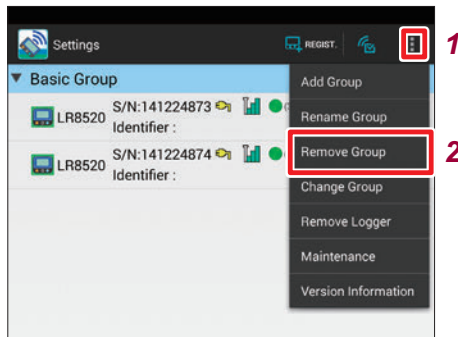 Settings
REGIST.
1
Basic Group
Add Group
LR8520
S/N:141224873
Identifier :
Rename Group
LR8520
S/N:141224874
Identifier :
Remove Group
2
Change Group
Remove Logger
Maintenance
Version Information